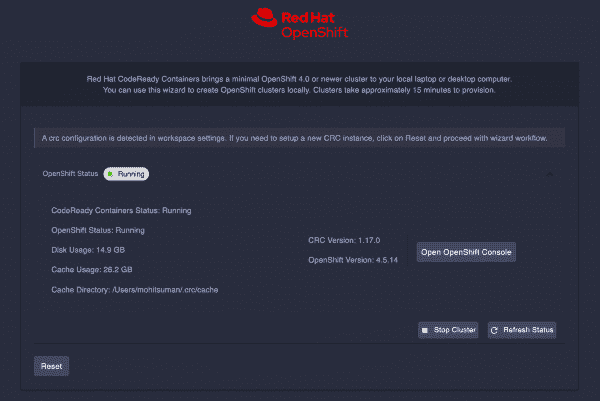 Red Hat
OpenShift
Red Hat CodeReady Containers brings a minimal OpenShift 4.0 or newer cluster to your local laptop or desktop computer.
You can use this wizard to create OpenShift clusters locally. Clusters take approximately 15 minutes to provision.
A crc configuration is detected in workspace settings. If you need to setup a new CRC instance, click on Reset and proceed with wizard workflow.
OpenShift Status Running
CodeReady Containers Status: Running
OpenShift Status: Running
Disk Usage: 14.9 GB
Cache Usage: 26.2 GB
Cache Directory: /Users/mohitsuman/.crc/cache
CRC Version: 1.17.0
OpenShift Version: 4.5.14
Open OpenShift Console
Stop Cluster Refresh Status
Reset